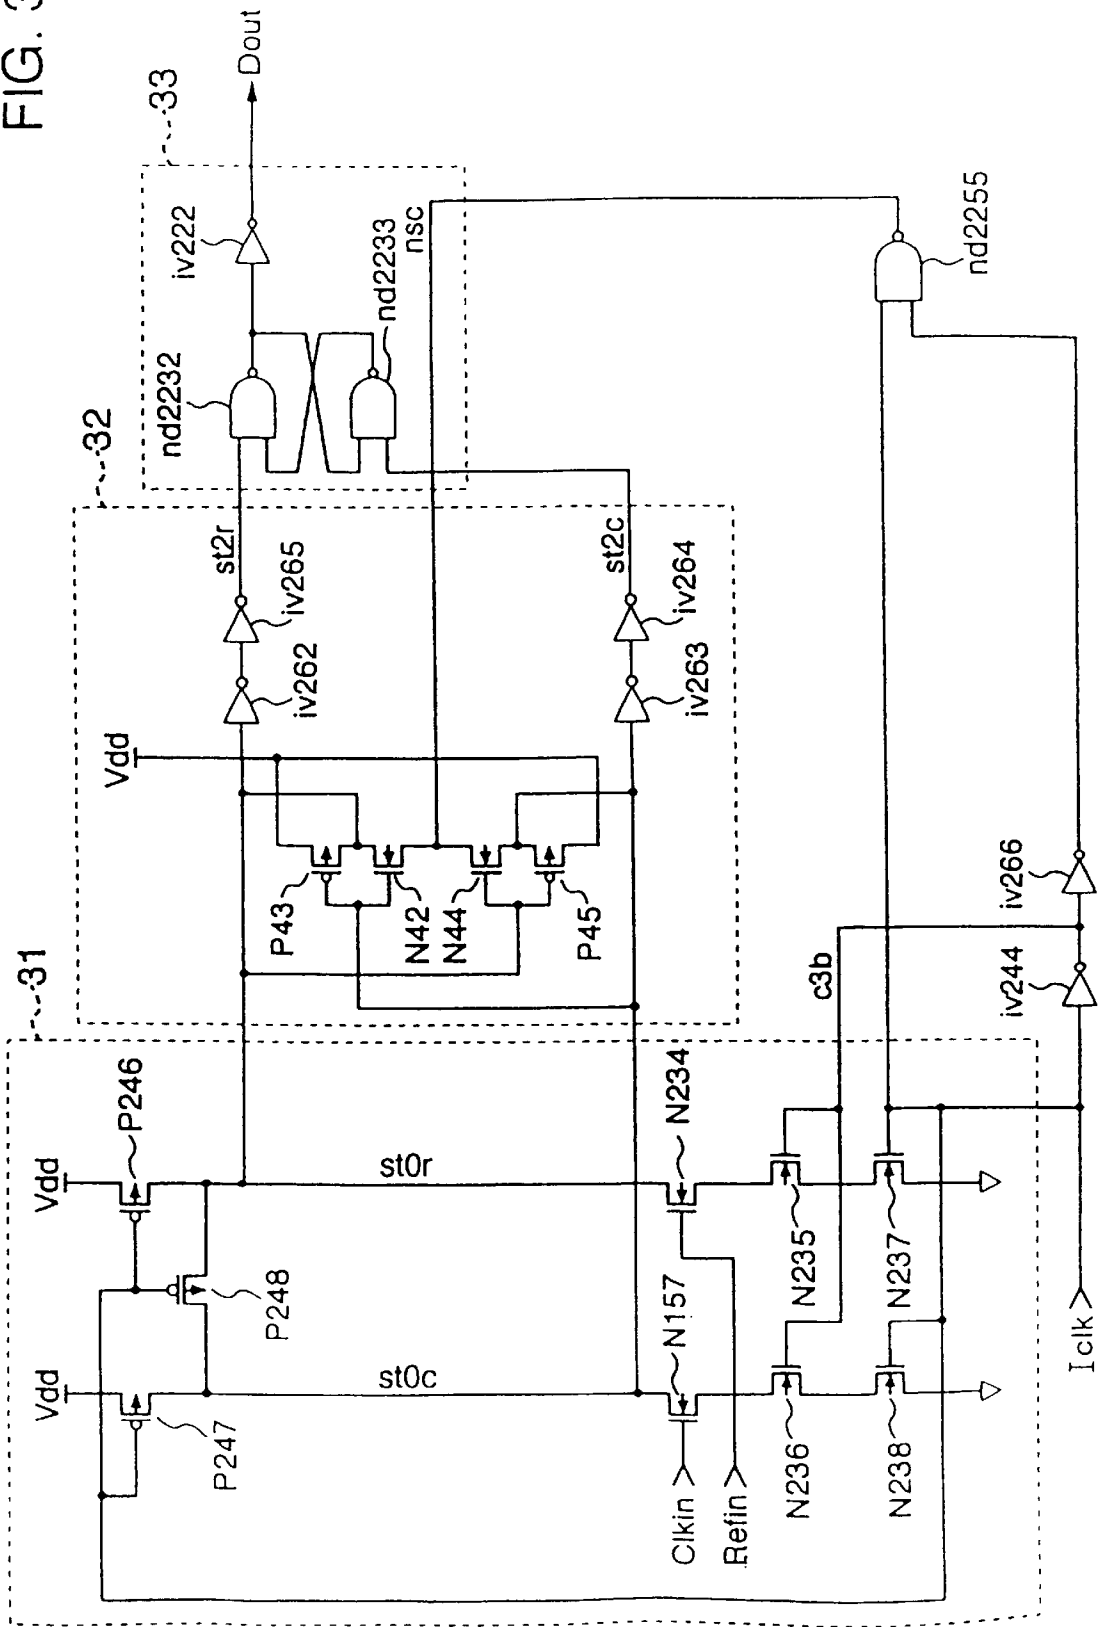 FIG. 3
31
32
33
Vdd
P246
Vdd
P247
P248
st0r
st0c
N234
N157
Clkin
Refin
N235
N236
N237
N238
Iclk
c3b
iv244
iv266
Vdd
P43
N42
N44
P45
iv262
iv265
st2r
iv263
iv264
st2c
nd2232
nd2233
nsc
iv222
Dout
nd2255